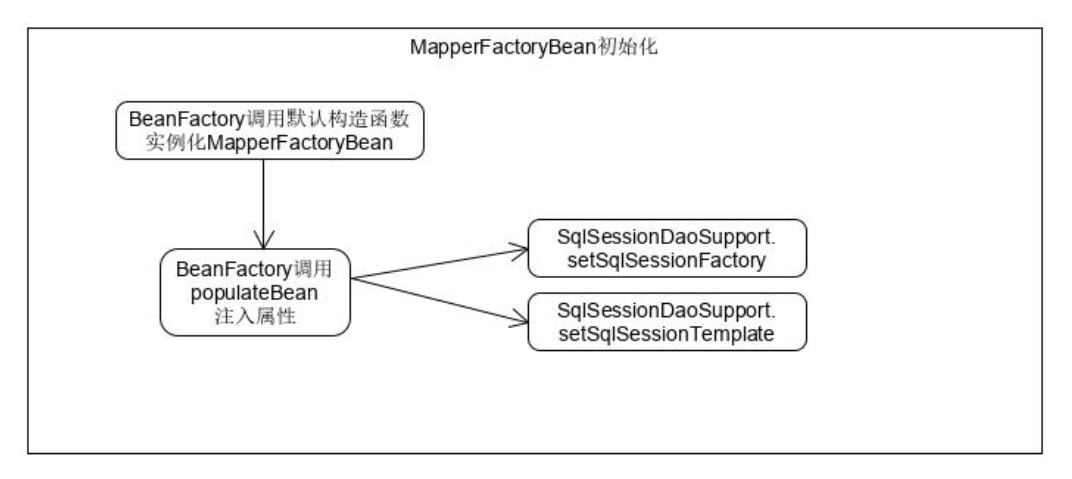 MapperFactoryBean初始化
BeanFactory调用默认构造函数
实例化MapperFactoryBean
BeanFactory调用
populateBean
注入属性
SqlSessionDaoSupport.
setSqlSessionFactory
SqlSessionDaoSupport.
setSqlSessionTemplate